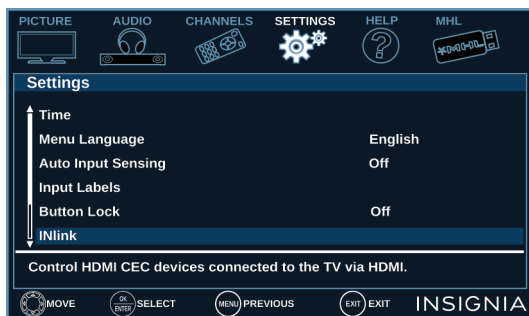 PICTURE AUDIO CHANNELS SETTINGS HELP MHL
MHL
Settings
Time
Menu Language English
Auto Input Sensing Off
Input Labels
Button Lock Off
INlink
Control HDMI CEC devices connected to the TV via HDMI.
MOVE OK ENTER SELECT MENU PREVIOUS EXIT EXIT INSIGNIA